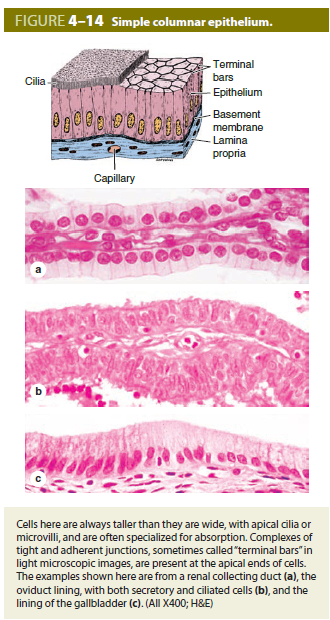 FIGURE 4–14 Simple columnar epithelium.
Cilia
Terminal
bars
Epithelium
Basement
membrane
Lamina
propria
Capillary
a
b
c
Cells here are always taller than they are wide, with apical cilia or
microvilli, and are often specialized for absorption. Complexes of
tight and adherent junctions, sometimes called “terminal bars” in
light microscopic images, are present at the apical ends of cells.
The examples shown here are from a renal collecting duct (a), the
oviduct lining, with both secretory and ciliated cells (b), and the
lining of the gallbladder (c). (All X400; H&E)